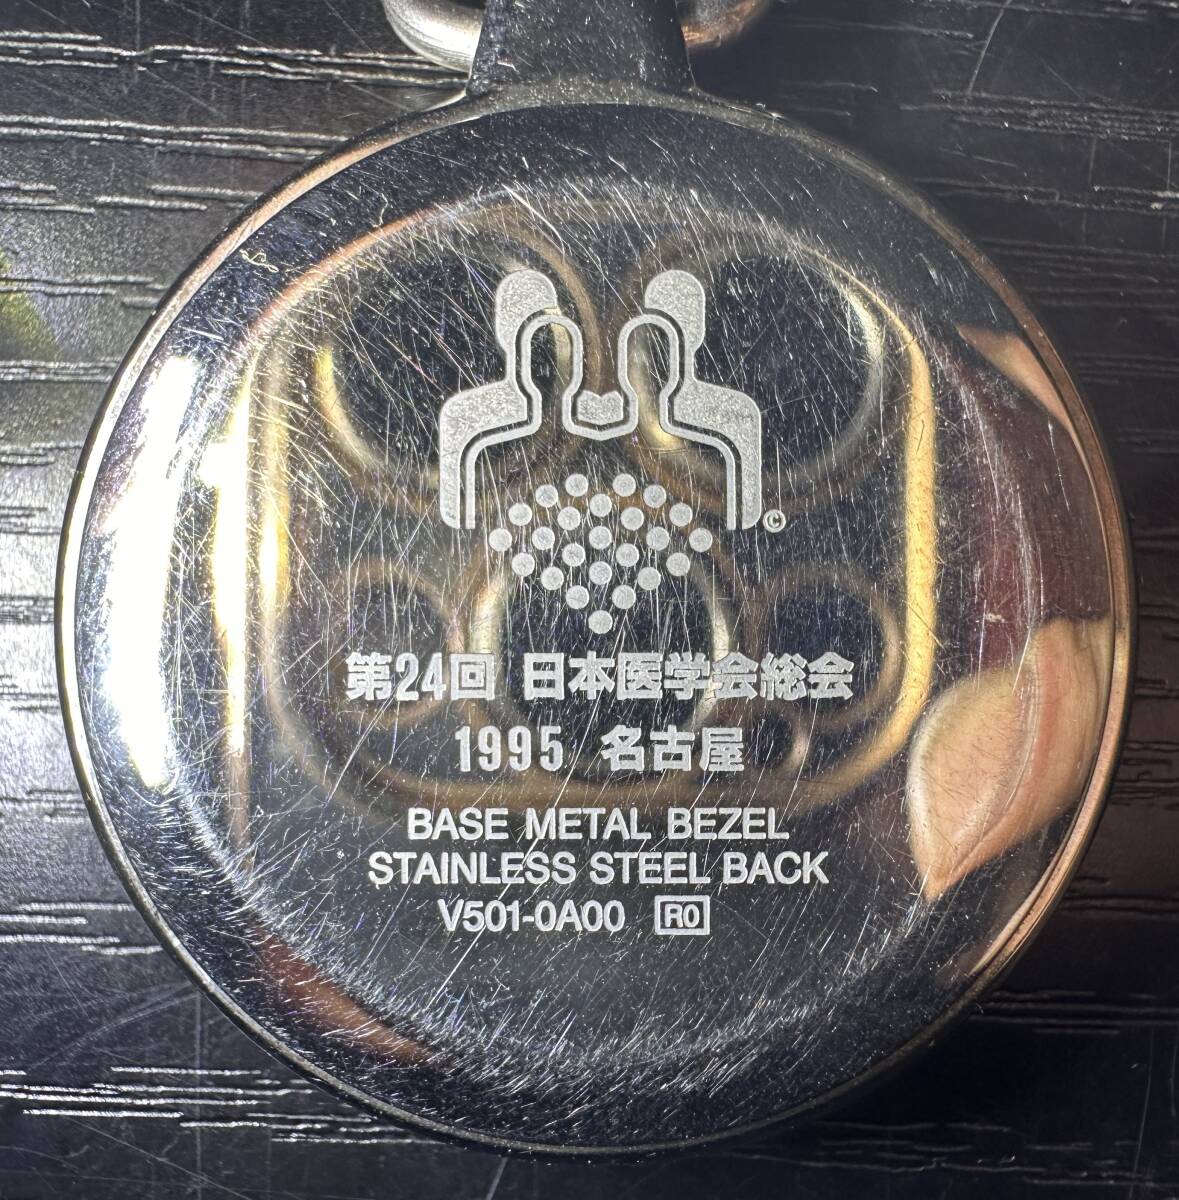 ©
第24回 日本医学会総会
1995 名古屋
BASE METAL BEZEL
STAINLESS STEEL BACK
V501-0A00 R0